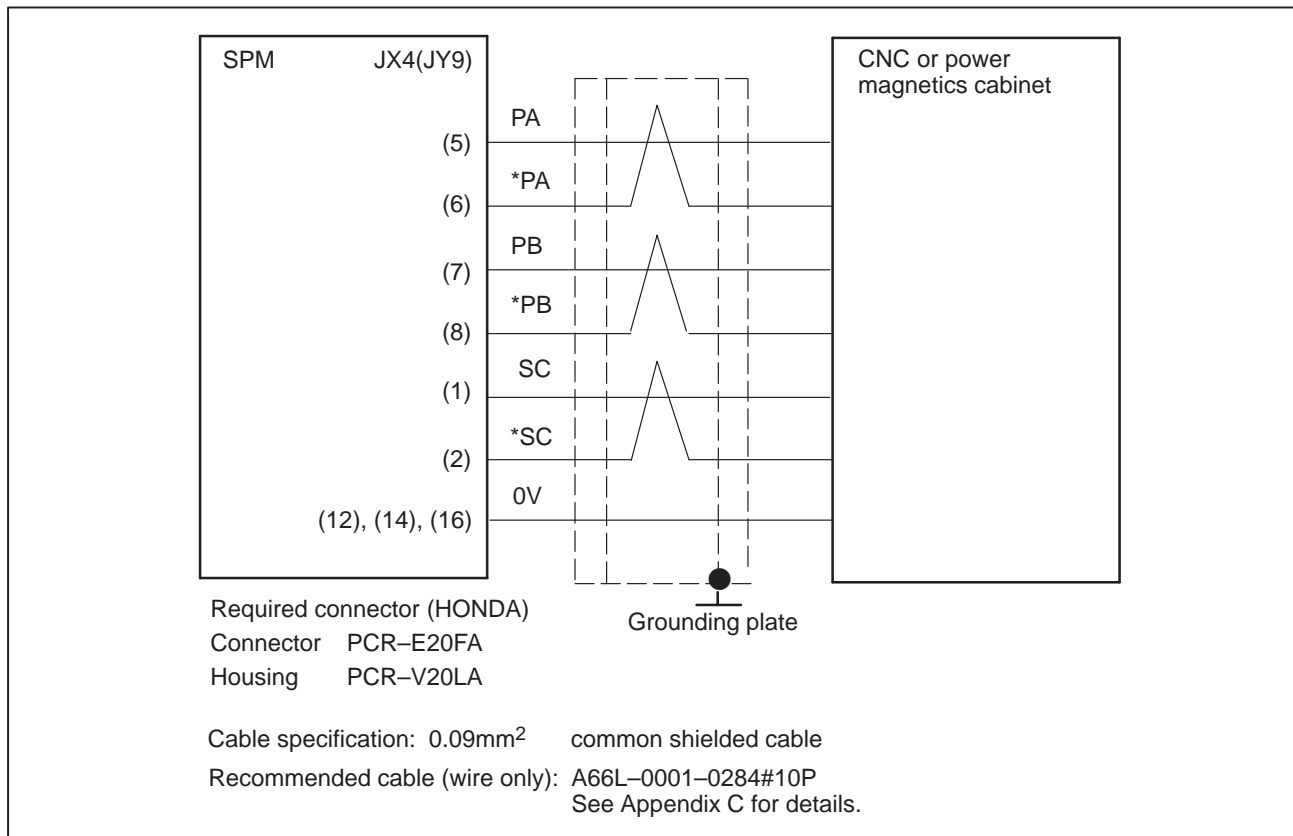 SPM JX4(JY9)
CNC or power
magnetics cabinet
PA
(5)
*PA
(6)
PB
(7)
*PB
(8)
SC
(1)
*SC
(2)
0V
(12), (14), (16)
Required connector (HONDA)
Connector PCR–E20FA
Housing PCR–V20LA
Grounding plate
Cable specification: 0.09mm2 common shielded cable
Recommended cable (wire only): A66L–0001–0284#10P
See Appendix C for details.